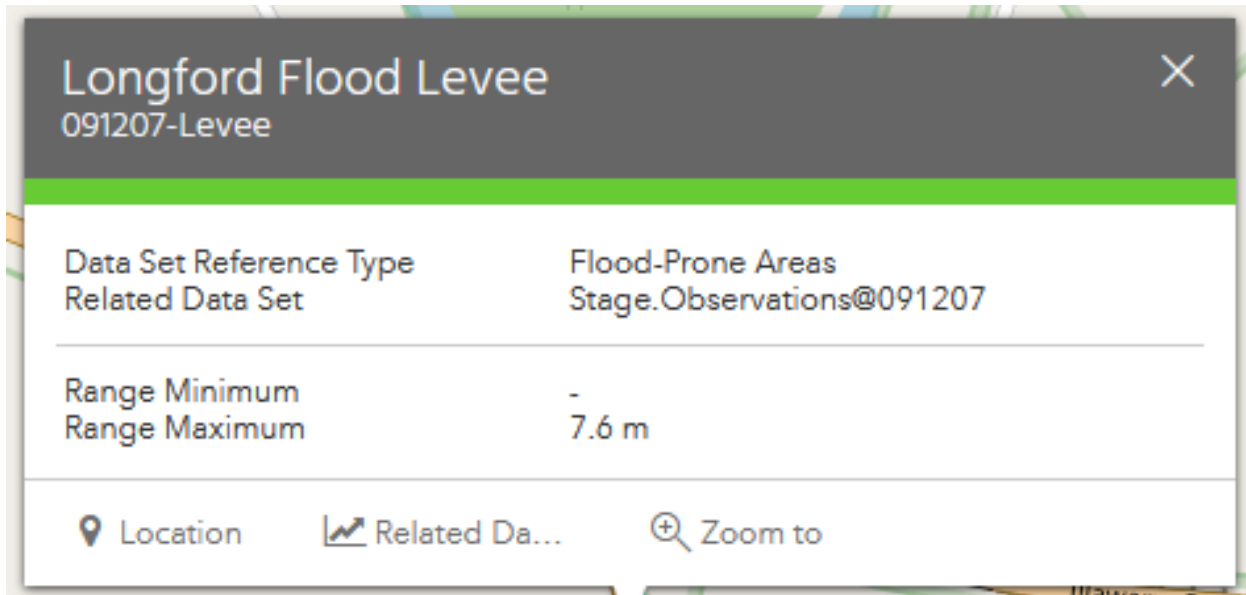 Longford Flood Levee
091207-Levee
Data Set Reference Type Flood-Prone Areas
Related Data Set Stage.Observations@091207
Range Minimum -
Range Maximum 7.6 m
Location Related Da... Zoom to